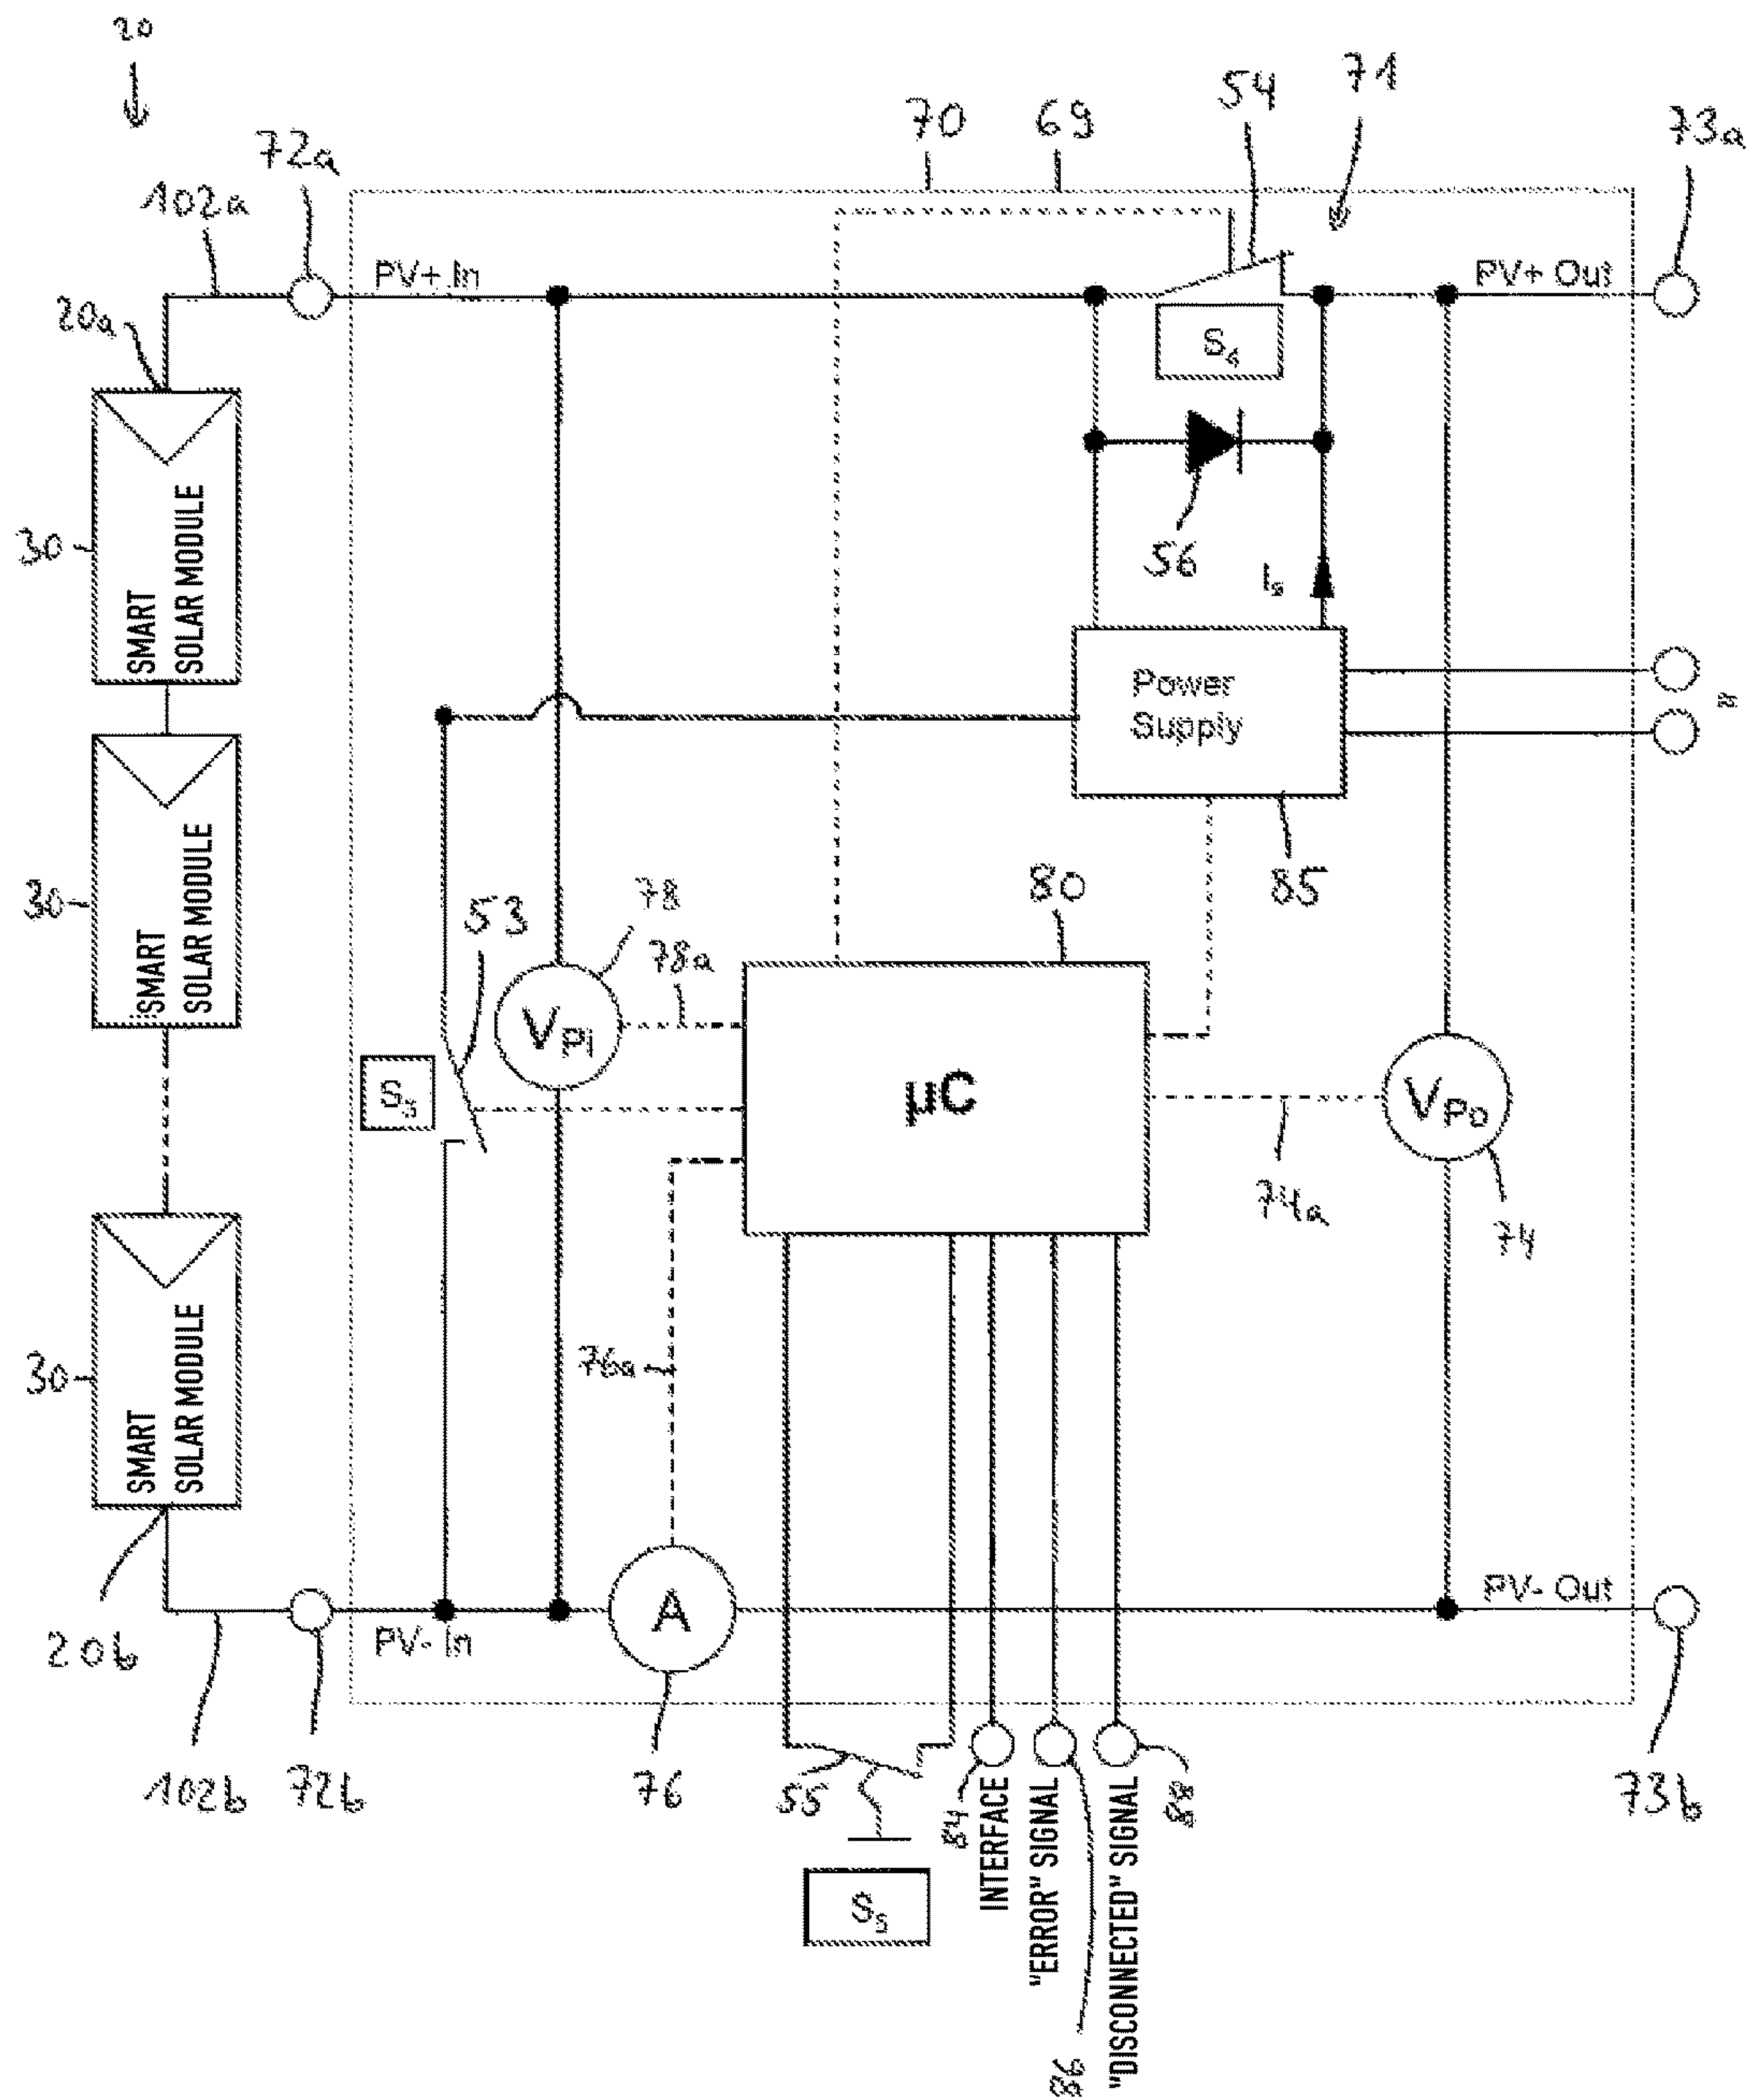 20
70
69
54
71
73a
72a
102a
PV+ In
PV+ Out
20a
S4
30
SMART
SOLAR MODULE
56
Power
Supply
85
30
SMART
SOLAR MODULE
53
78
78a
80
VPi
µC
VPo
74a
74
30
SMART
SOLAR MODULE
76a
20b
PV- In
A
PV- Out
102b
72b
76
55
84
INTERFACE
"ERROR" SIGNAL
86
"DISCONNECTED" SIGNAL
88
73b